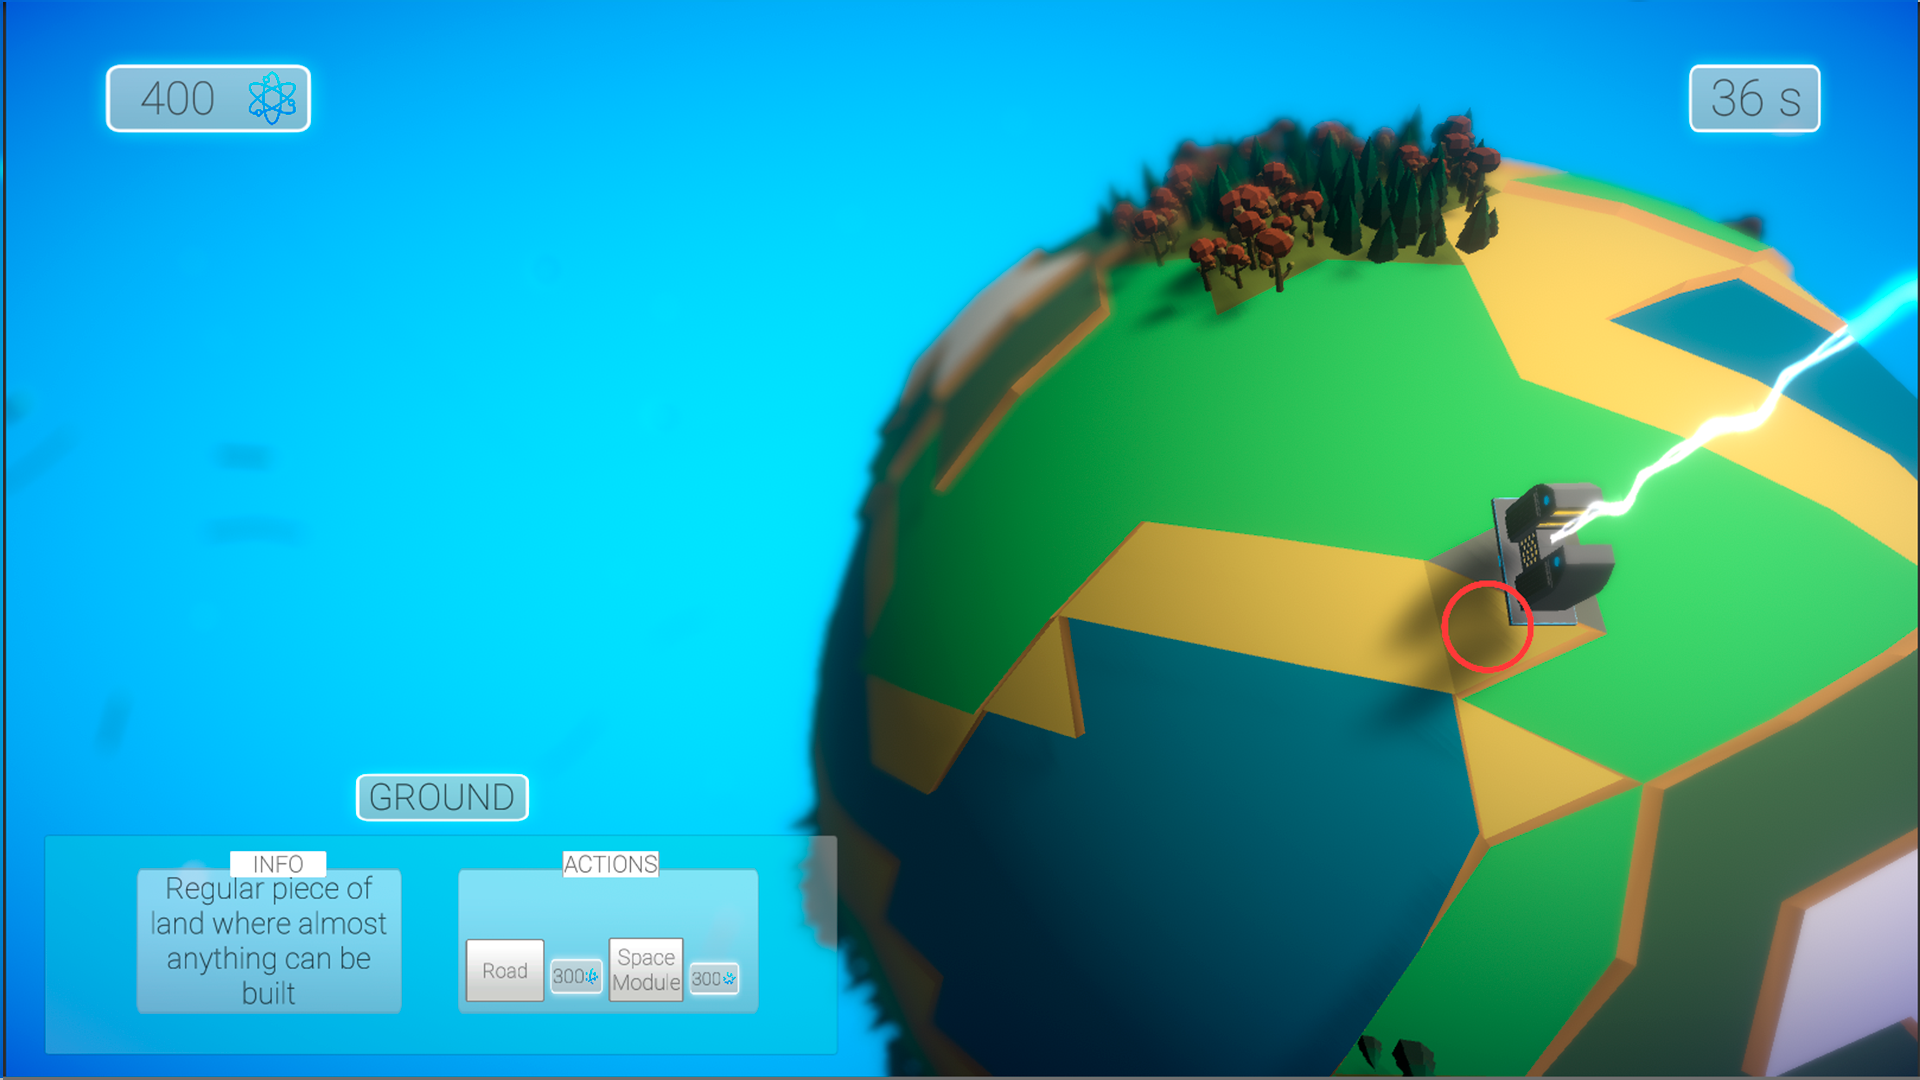 400
36 s
GROUND
INFO
Regular piece of
land where almost
anything can be
built
ACTIONS
Road
300
Space
Module
300